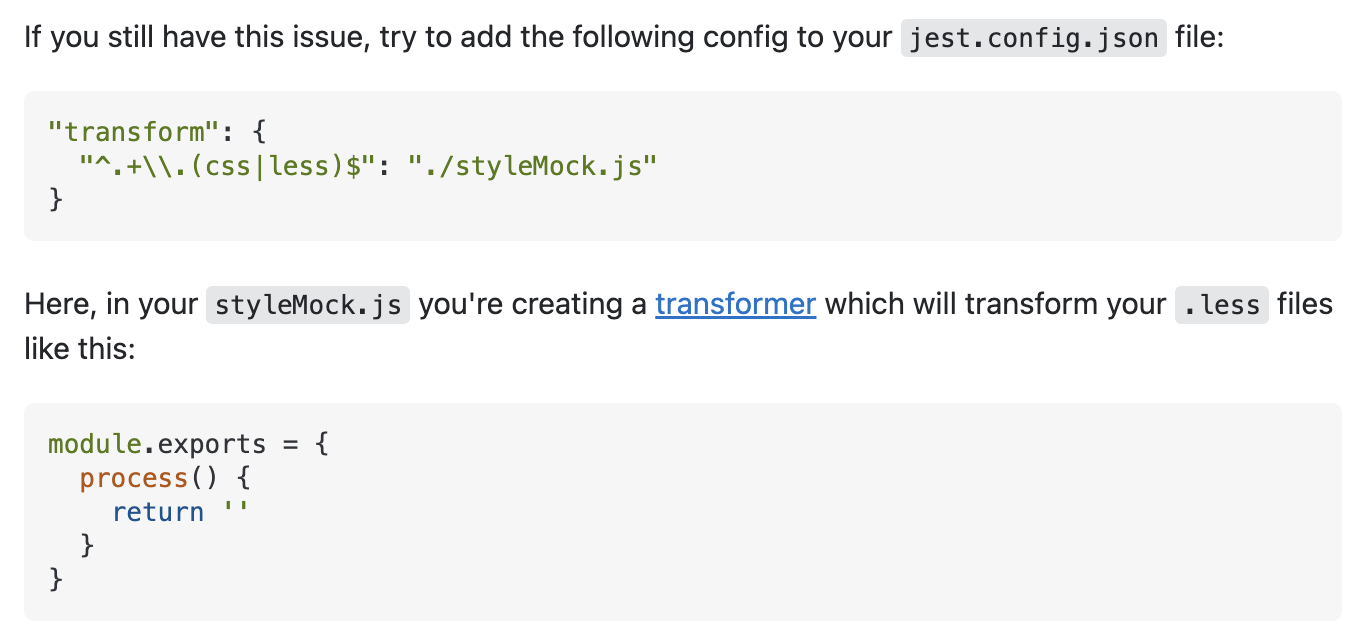 If you still have this issue, try to add the following config to your jest.config.json file:
"transform": {
  "^.+\\.(css|less)$": "./styleMock.js"
}
Here, in your styleMock.js you're creating a transformer which will transform your .less files
like this:
module.exports = {
  process() {
    return ''
  }
}